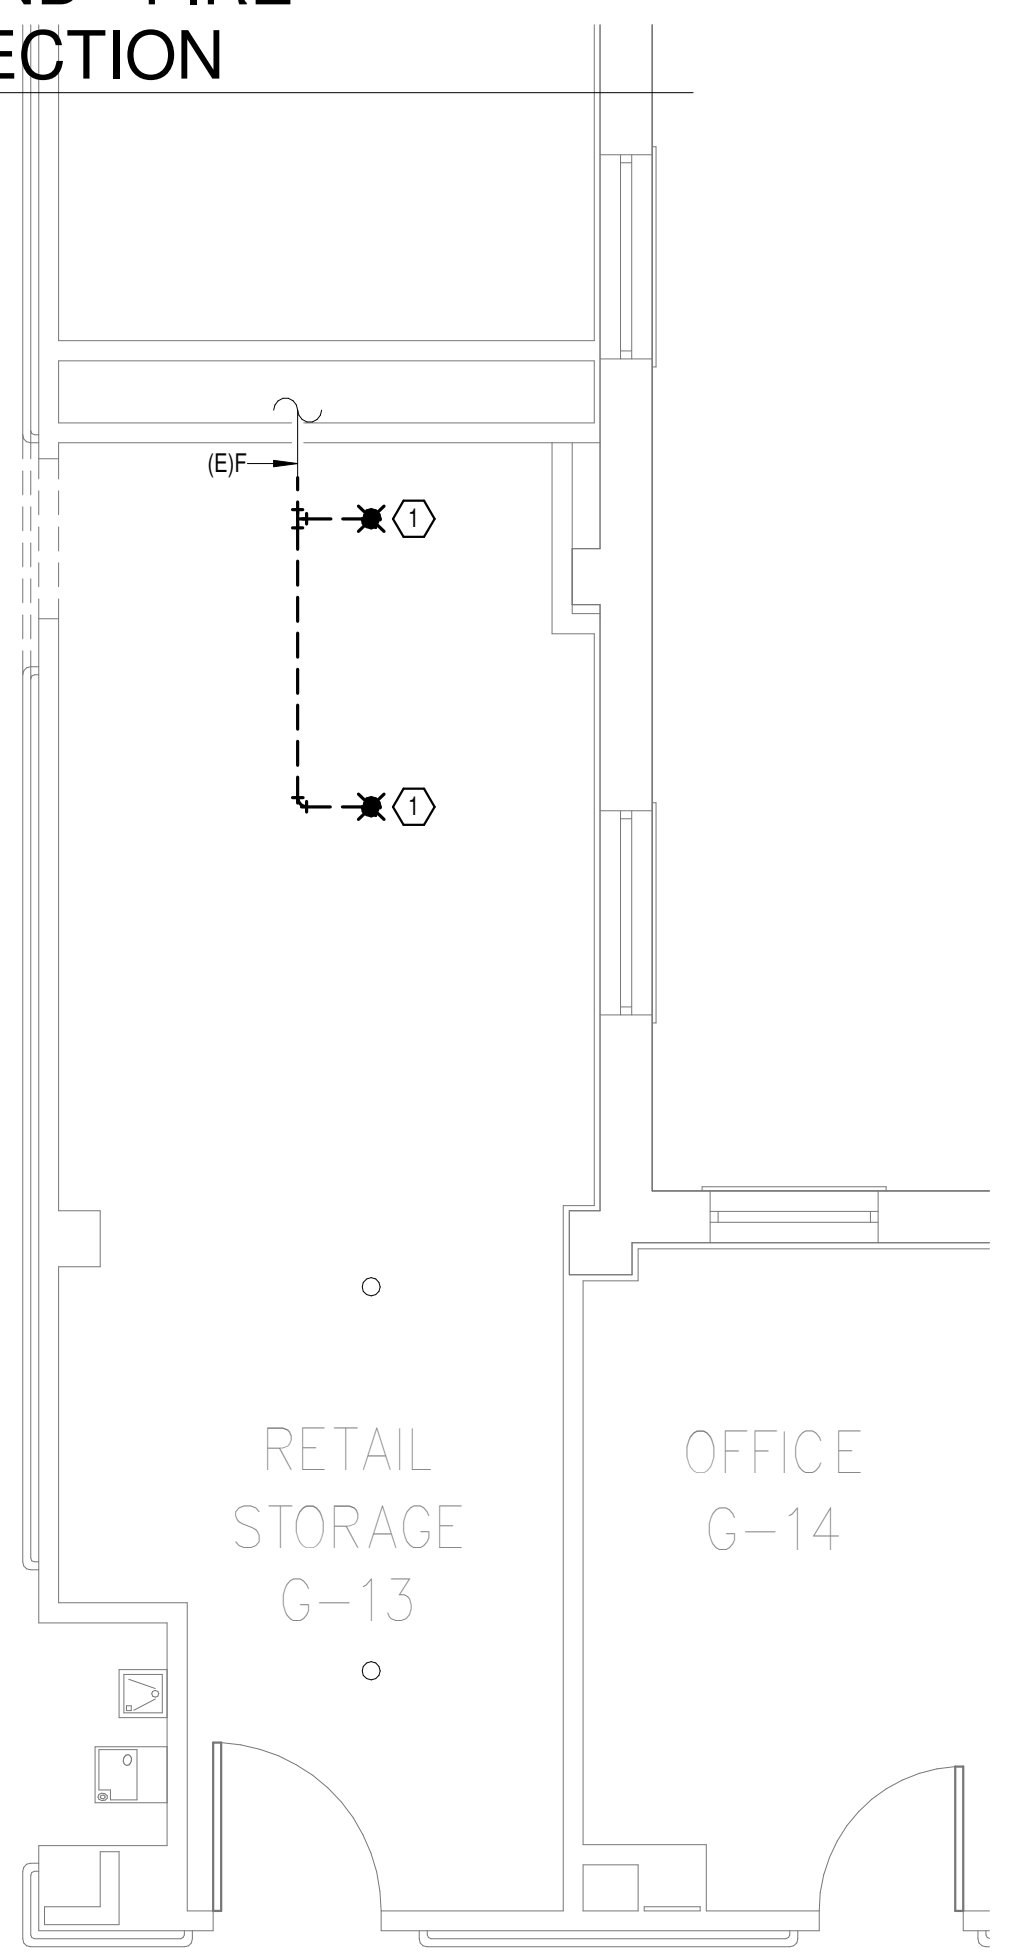 ECTION
(E)F
1
1
RETAIL
STORAGE
G-13
OFFICE
G-14